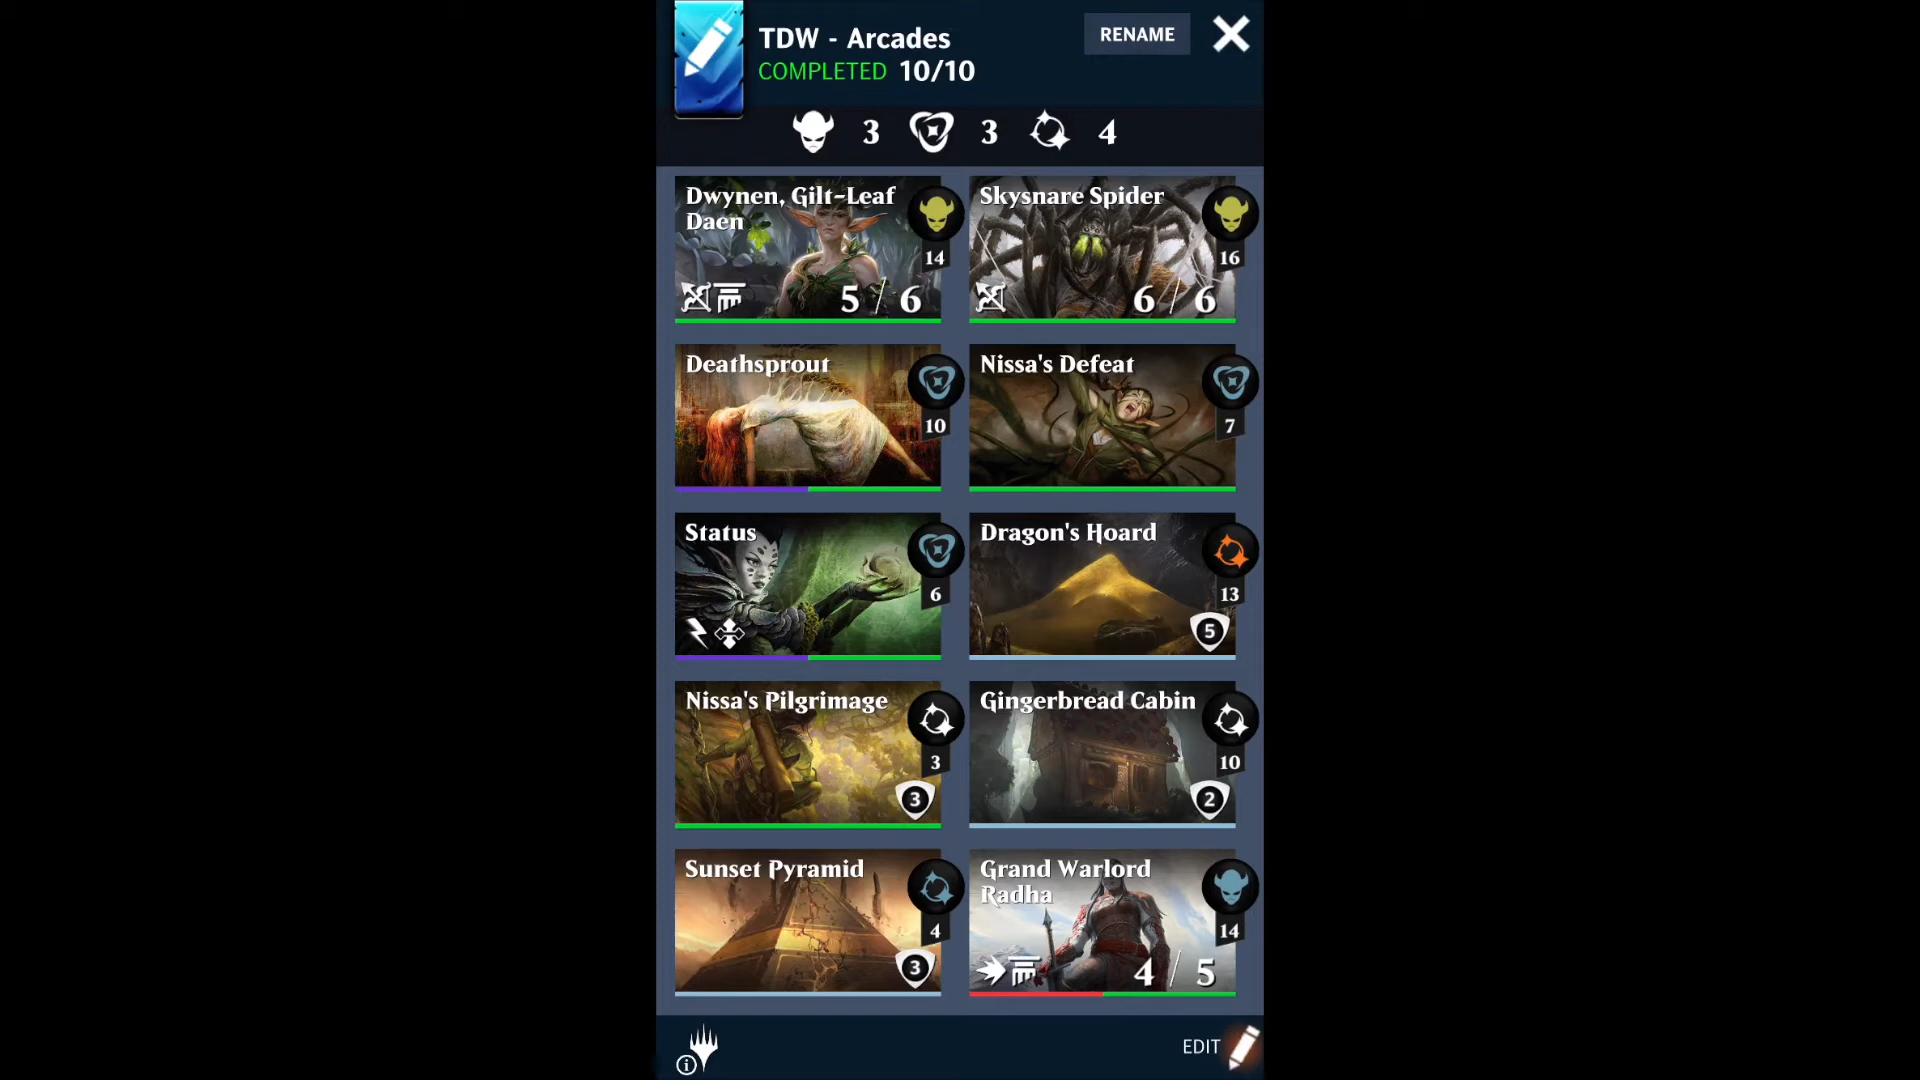 TDW - Arcades
RENAME
COMPLETED 10/10
3 3 4
Dwynen, Gilt-Leaf
Daen
14
5 / 6
Skysnare Spider
16
6 / 6
Deathsprout
10
Nissa's Defeat
7
Status
6
Dragon's Hoard
13
5
Nissa's Pilgrimage
3
3
Gingerbread Cabin
10
2
Sunset Pyramid
4
3
Grand Warlord
Radha
14
4 / 5
EDIT